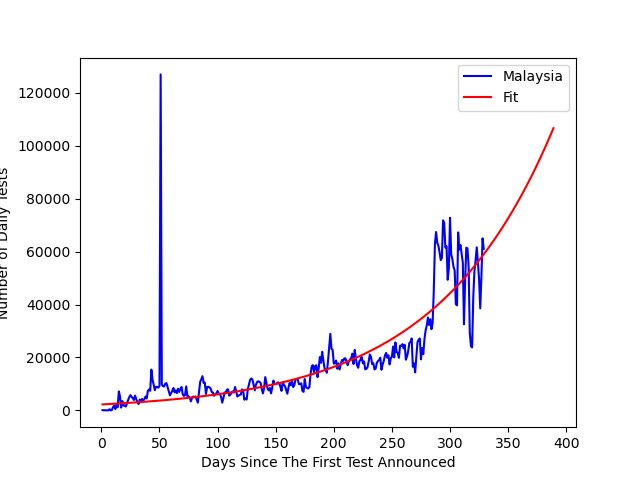 Malaysia
Fit
120000
100000
80000
60000
40000
20000
0
Number of Daily Tests
0 50 100 150 200 250 300 350 400
Days Since The First Test Announced